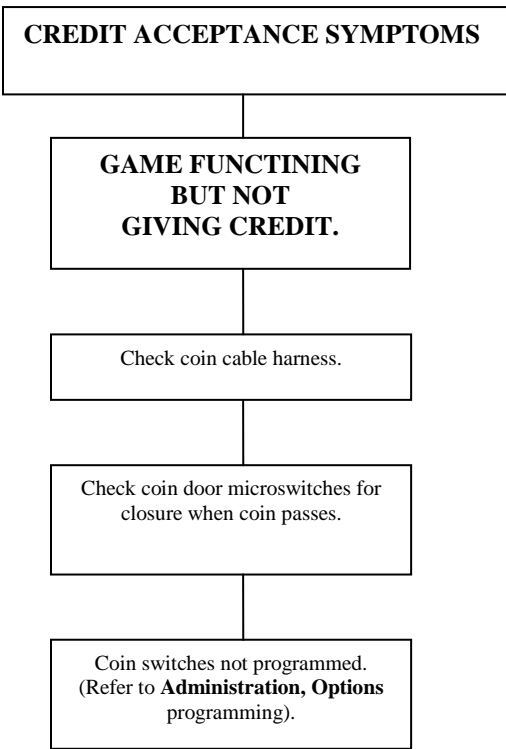 CREDIT ACCEPTANCE SYMPTOMS
GAME FUNCTINING
BUT NOT
GIVING CREDIT.
Check coin cable harness.
Check coin door microswitches for
closure when coin passes.
Coin switches not programmed.
(Refer to Administration, Options
programming).